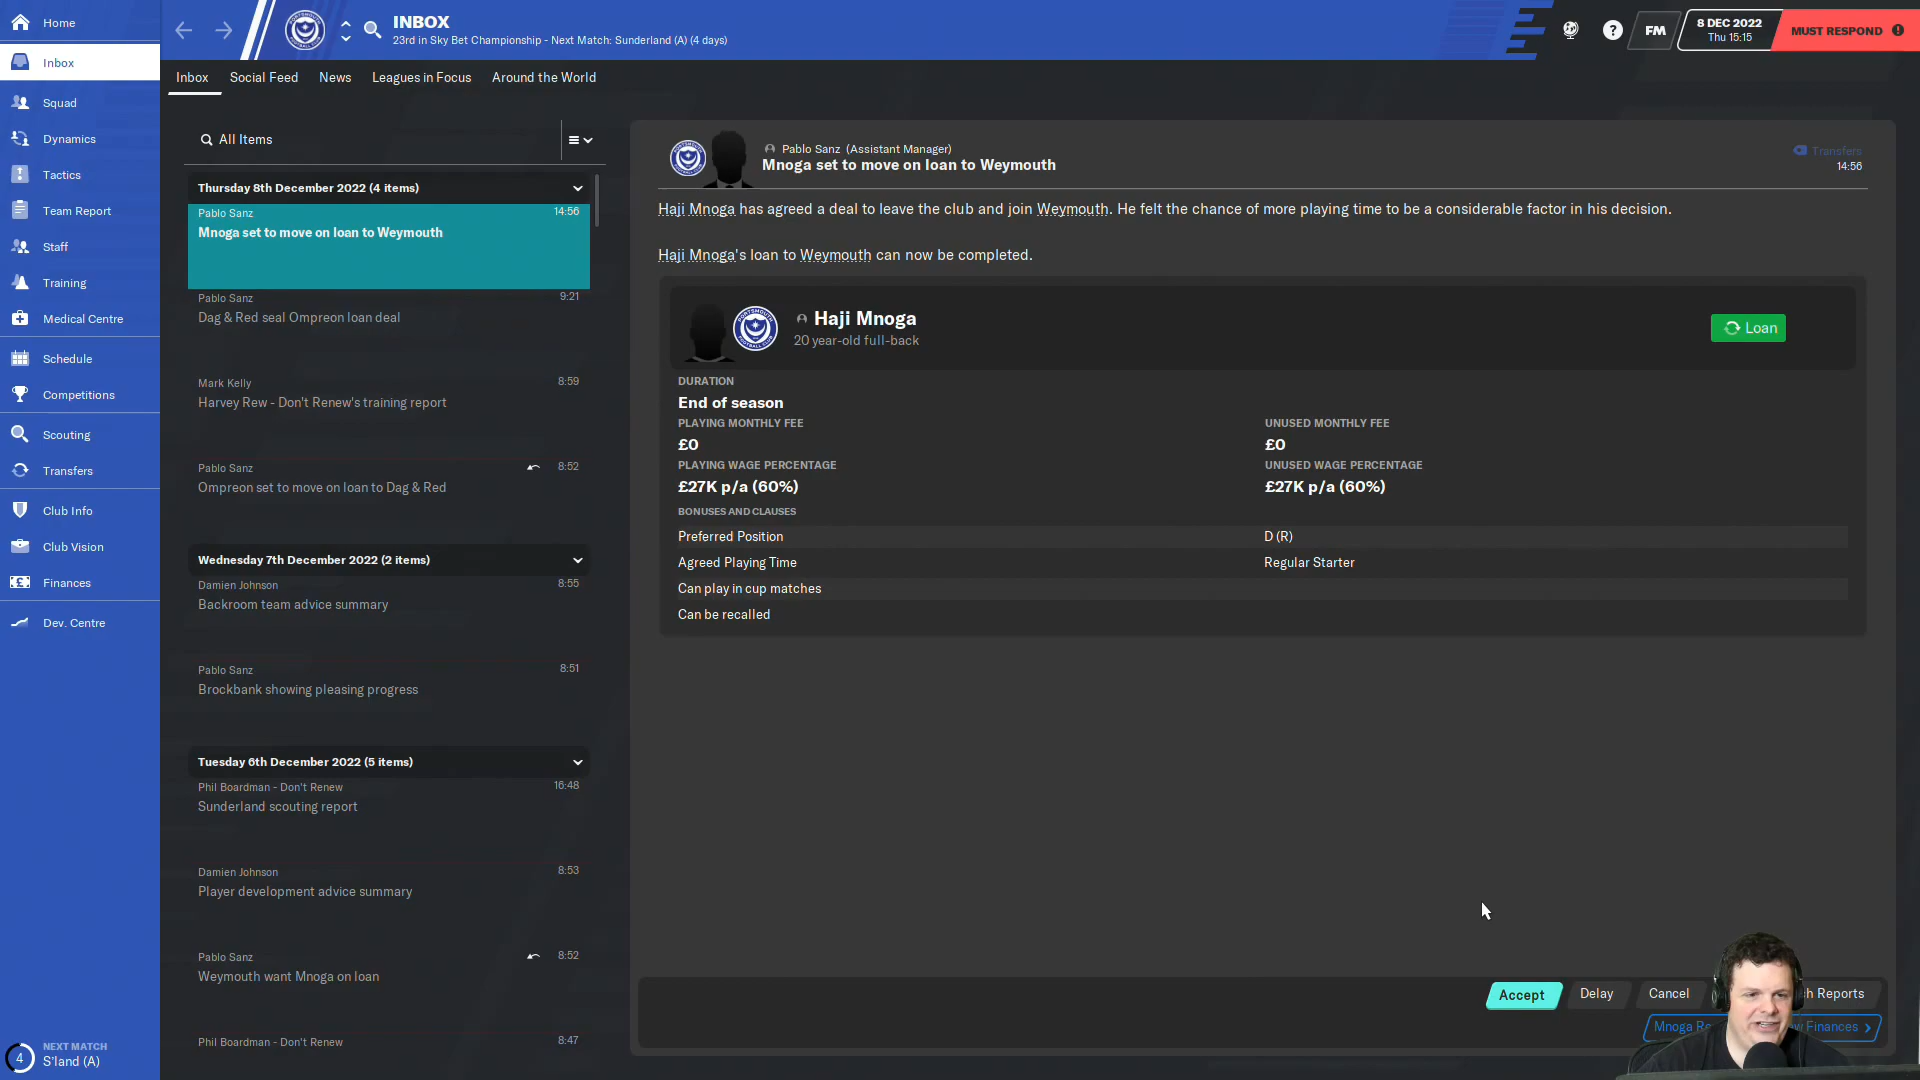 Home
Inbox
Squad
Dynamics
Tactics
Team Report
Staff
Training
Medical Centre
Schedule
Competitions
Scouting
Transfers
Club Info
Club Vision
Finances
Dev. Centre
4
NEXT MATCH
S'land (A)
INBOX
23rd in Sky Bet Championship - Next Match: Sunderland (A) (4 days)
?
FM
8 DEC 2022
Thu 15:15
MUST RESPOND
Inbox Social Feed News Leagues in Focus Around the World
All Items
Thursday 8th December 2022 (4 items)
Pablo Sanz 14:56
Mnoga set to move on loan to Weymouth
Pablo Sanz 9:21
Dag & Red seal Ompreon loan deal
Mark Kelly 8:59
Harvey Rew - Don't Renew's training report
Pablo Sanz 8:52
Ompreon set to move on loan to Dag & Red
Wednesday 7th December 2022 (2 items)
Damien Johnson 8:55
Backroom team advice summary
Pablo Sanz 8:51
Brockbank showing pleasing progress
Tuesday 6th December 2022 (5 items)
Phil Boardman - Don't Renew 16:48
Sunderland scouting report
Damien Johnson 8:53
Player development advice summary
Pablo Sanz 8:52
Weymouth want Mnoga on loan
Phil Boardman - Don't Renew 8:47
Pablo Sanz (Assistant Manager)
Mnoga set to move on loan to Weymouth
Transfers
14:56
Haji Mnoga has agreed a deal to leave the club and join Weymouth. He felt the chance of more playing time to be a considerable factor in his decision.
Haji Mnoga's loan to Weymouth can now be completed.
Haji Mnoga
20 year-old full-back
Loan
DURATION
End of season
PLAYING MONTHLY FEE UNUSED MONTHLY FEE
£0 £0
PLAYING WAGE PERCENTAGE UNUSED WAGE PERCENTAGE
£27K p/a (60%) £27K p/a (60%)
BONUSES AND CLAUSES
Preferred Position D (R)
Agreed Playing Time Regular Starter
Can play in cup matches
Can be recalled
Accept Delay Cancel Reports
Mnoga Finances